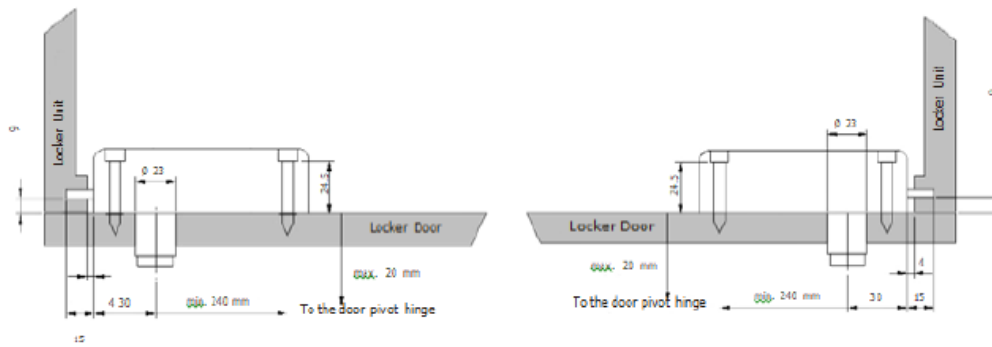 Locker Unit
Ø 23
24.5
Locker Door
max. 20 mm
4 30
min. 240 mm
To the door pivot hinge
15
Locker Unit
Ø 23
24.5
Locker Door
max. 20 mm
4
To the door pivot hinge
min. 240 mm
30
15